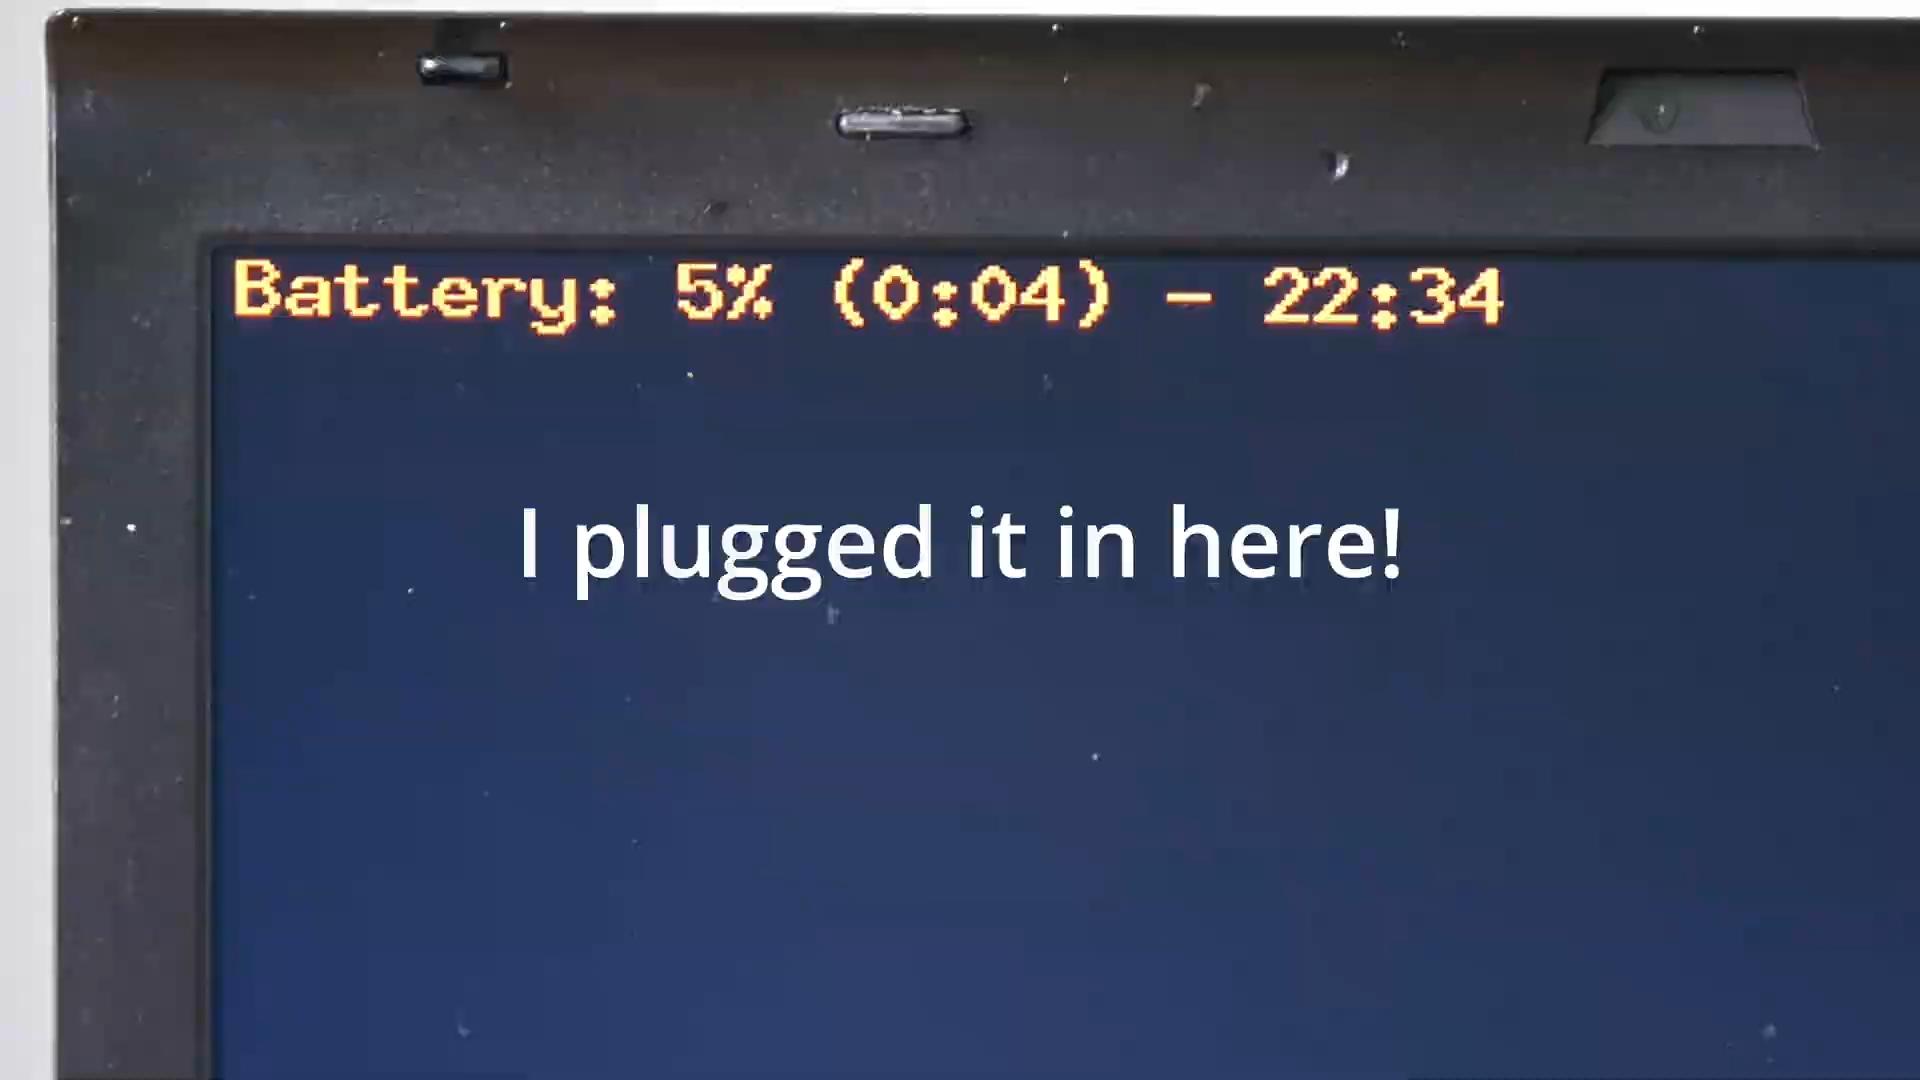 Battery: 5% (0:04) – 22:34
I plugged it in here!